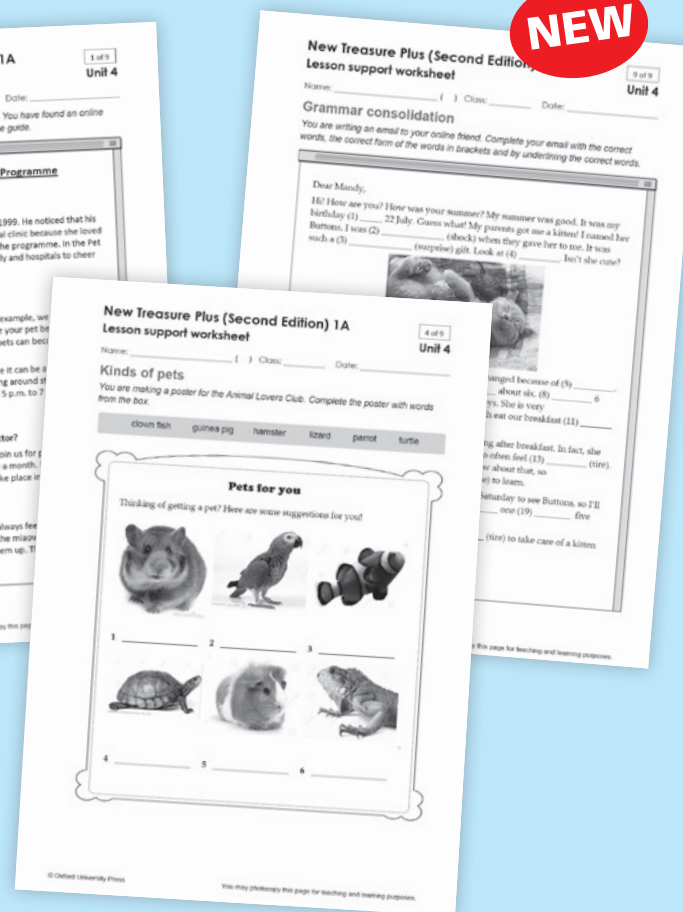 1A
1 of 9
Unit 4
Date:
You have found an online
guide.
Programme
1999. He noticed that his
clinic because she loved
the programme. In the Pet
and hospitals to cheer
example, we
your pet be
it can be a
around
5 p.m. to 7
join us for
a month.
take place in
always
the
em up.
this
NEW
New Treasure Plus (Second Edition)
Lesson support worksheet
9 of 9
Unit 4
Name: ( ) Class: Date:
Grammar consolidation
You are writing an email to your online friend. Complete your email with the correct
words, the correct form of the words in brackets and by underlining the correct words.
Dear Mandy,
Hi! How are you? How was your summer? My summer was good. It was my
birthday (1) _____ 22 July. Guess what! My parents got me a kitten! I named her
Buttons. I was (2) __________ (shock) when they gave her to me. It was
such a (3) __________ (surprise) gift. Look at (4) ________. Isn't she cute?
anged because of (5) ________.
about six. (8) ________ 6
ys. She is very
h eat our breakfast (11) ______
ng after breakfast. In fact, she
o often feel (13) ________ (tire).
w about that, so
e) to learn.
Saturday to see Buttons, so I'll
one (19) ________ five
(tire) to take care of a kitten
this page for teaching and learning purposes.
New Treasure Plus (Second Edition) 1A
Lesson support worksheet
4 of 9
Unit 4
Name: ( ) Class: Date:
Kinds of pets
You are making a poster for the Animal Lovers Club. Complete the poster with words
from the box.
clown fish guinea pig hamster lizard parrot turtle
Pets for you
Thinking of getting a pet? Here are some suggestions for you!
1 2 3
4 5 6
© Oxford University Press
You may photocopy this page for teaching and learning purposes.